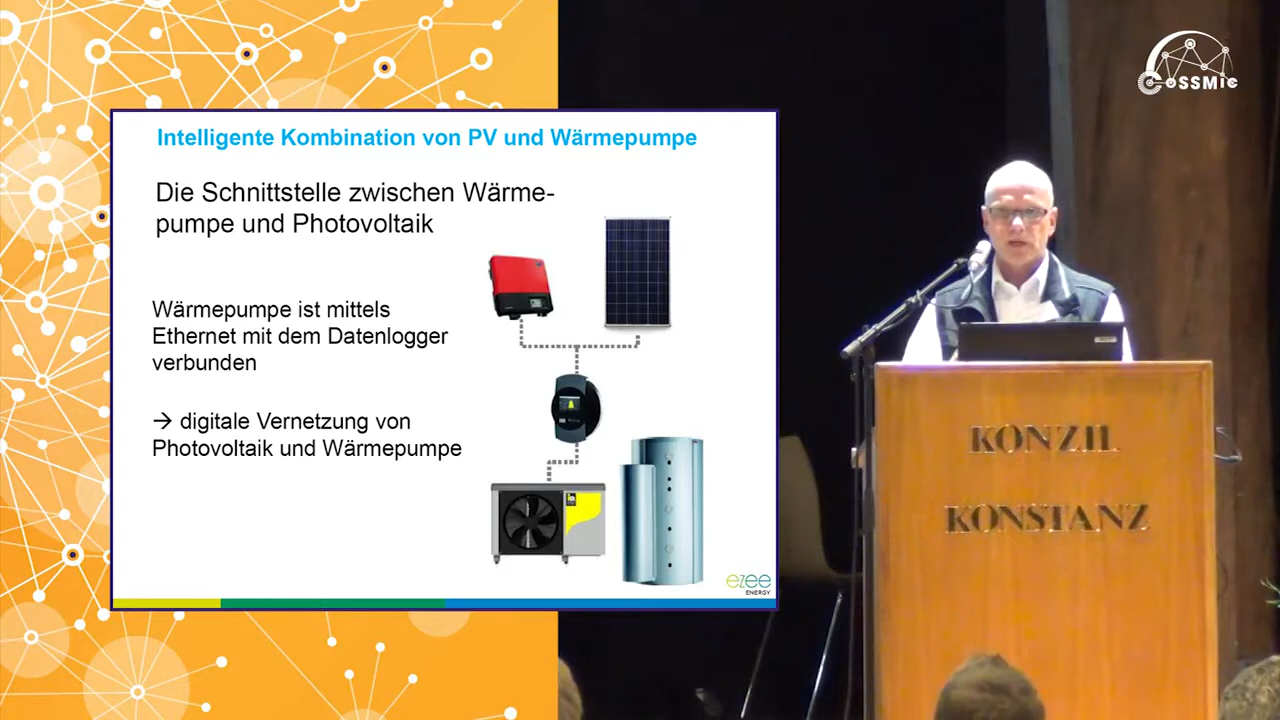 CoSSMic
Intelligente Kombination von PV und Wärmepumpe
Die Schnittstelle zwischen Wärme-
pumpe und Photovoltaik
Wärmepumpe ist mittels
Ethernet mit dem Datenlogger
verbunden
→ digitale Vernetzung von
Photovoltaik und Wärmepumpe
ezee
ENERGY
KONZIL
KONSTANZ